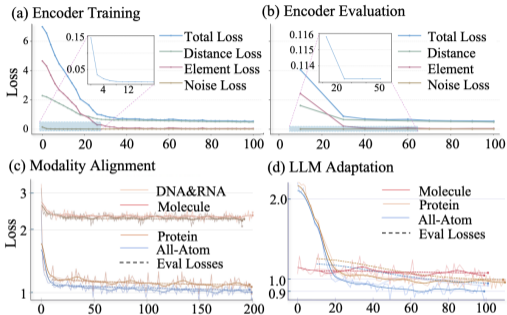 (a) Encoder Training
(b) Encoder Evaluation
Loss
6
4
2
0
0.15
0.05
4 12
Total Loss
Distance Loss
Element Loss
Noise Loss
0 20 40 60 80 100
0.116
0.114
20 50
Total Loss
Distance
Element
Noise Loss
0 20 40 60 80 100
(c) Modality Alignment
(d) LLM Adaptation
Loss
3
2
1
DNA&RNA
Molecule
Protein
All-Atom
Eval Losses
0 50 100 150 200
2.0
1.0
0.9
Molecule
Protein
All-Atom
Eval Losses
0 20 40 60 80 100